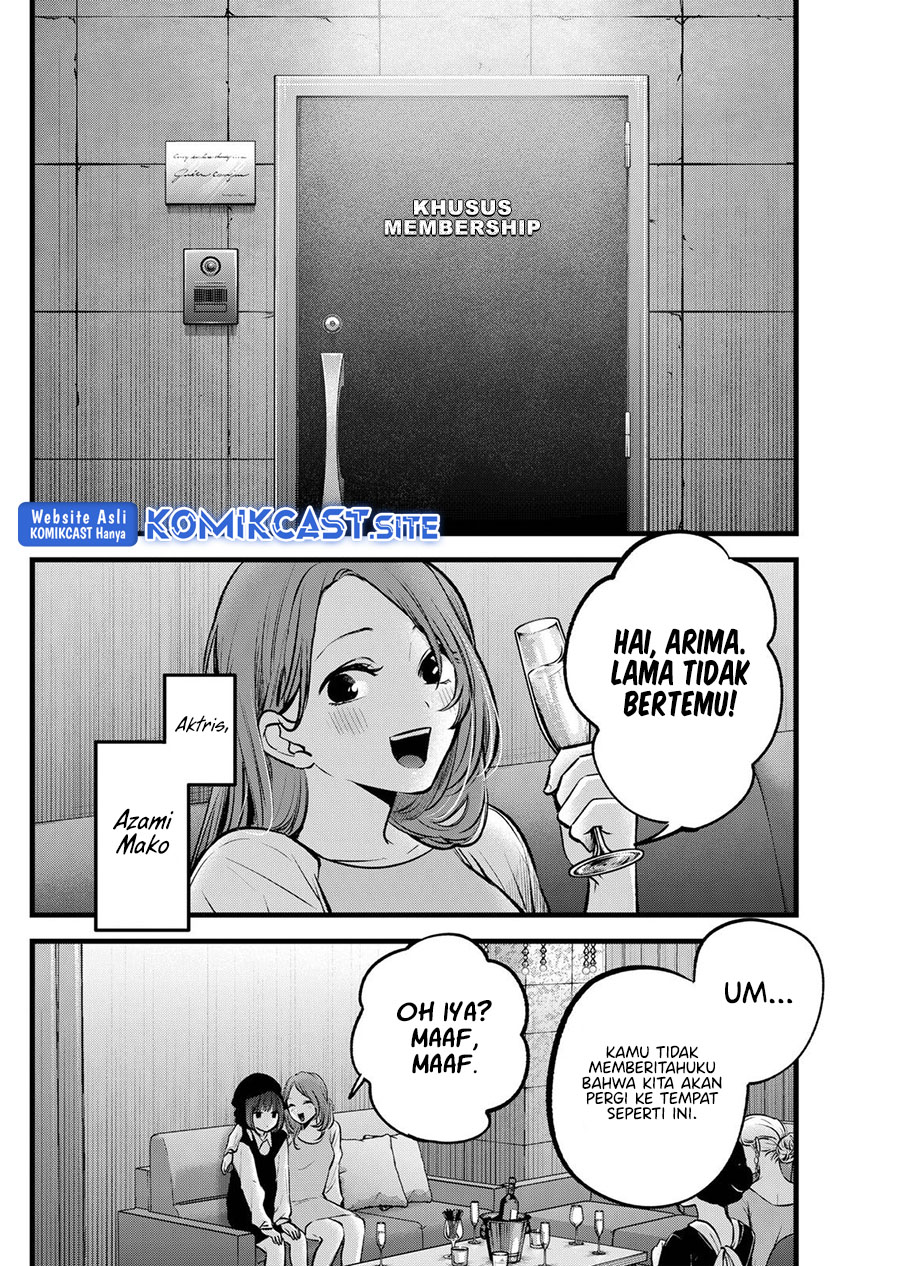 KHUSUS
MEMBERSHIP
Website Asli
KOMIKCAST Hanya
KOMIKCAST.SITE
HAI, ARIMA.
LAMA TIDAK
BERTEMU!
Aktris,
Azami
Mako
UM...
KAMU TIDAK
MEMBERITAHUKU
BAHWA KITA AKAN
PERGI KE TEMPAT
SEPERTI INI.
OH IYA?
MAAF,
MAAF.